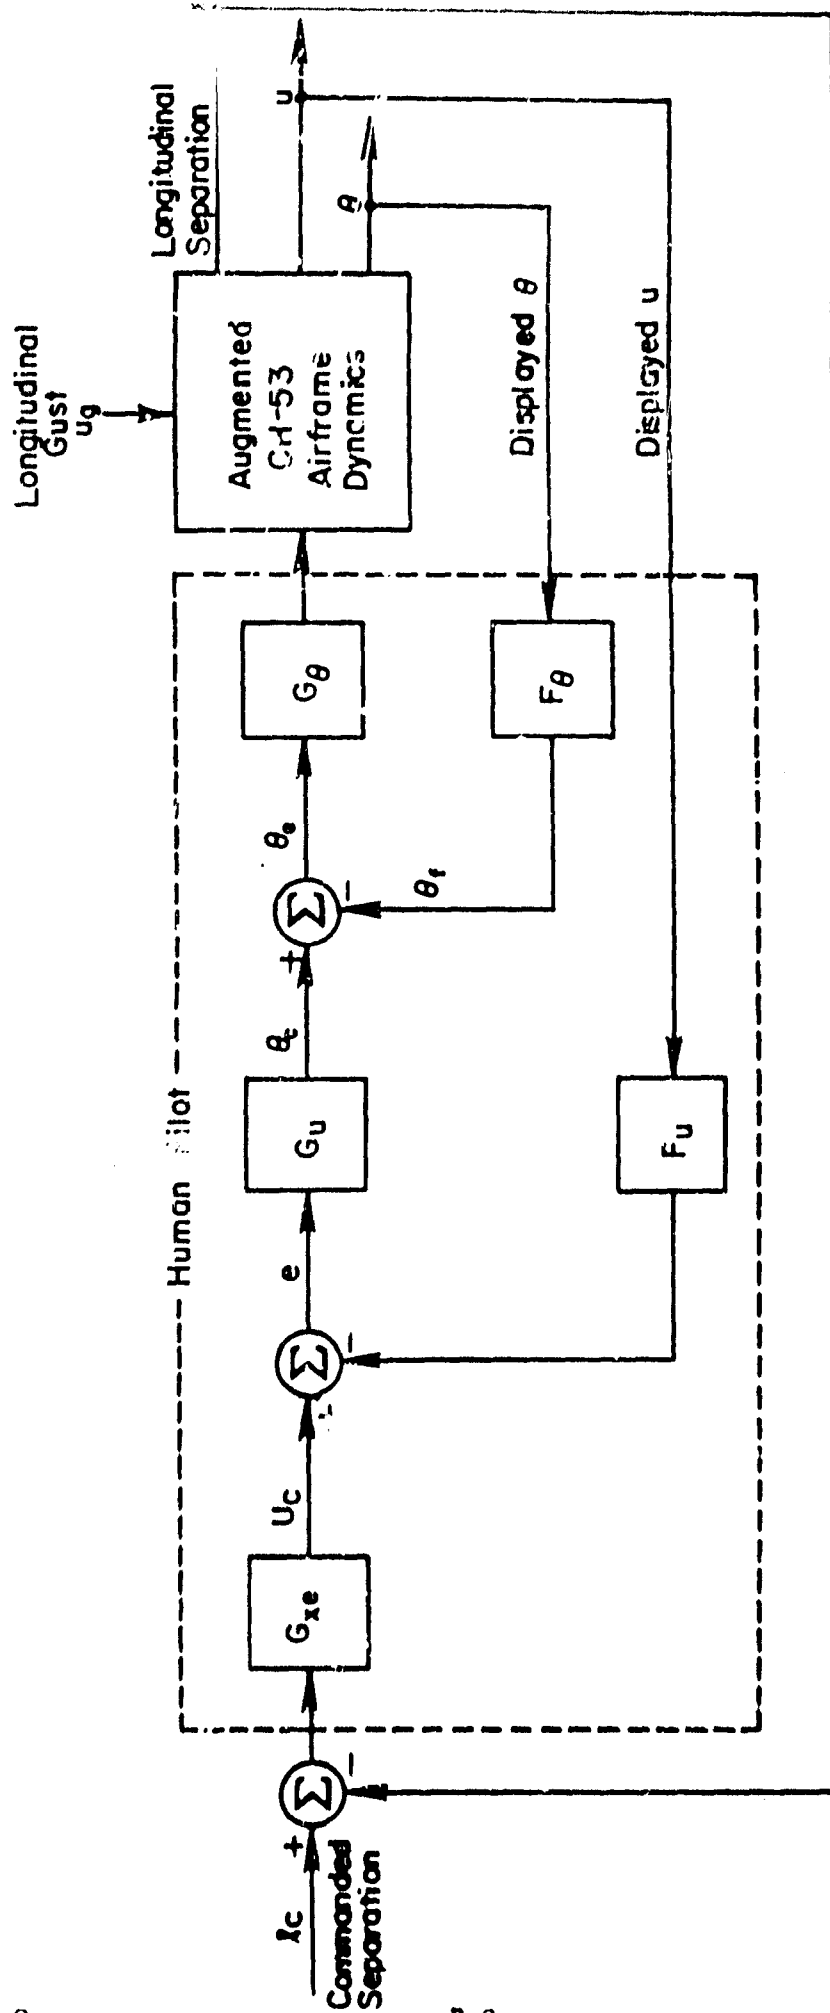 Longitudinal
Gust
u_g
Longitudinal
Separation
u
θ
Augmented
CH-53
Airframe
Dynamics
Displayed θ
Displayed u
Human Pilot
x_c
+
Commanded
Separation
Σ
−
G_xe
U_c
Σ
−
e
G_u
θ_c
+
Σ
−
θ_e
G_θ
θ_f
F_θ
F_u